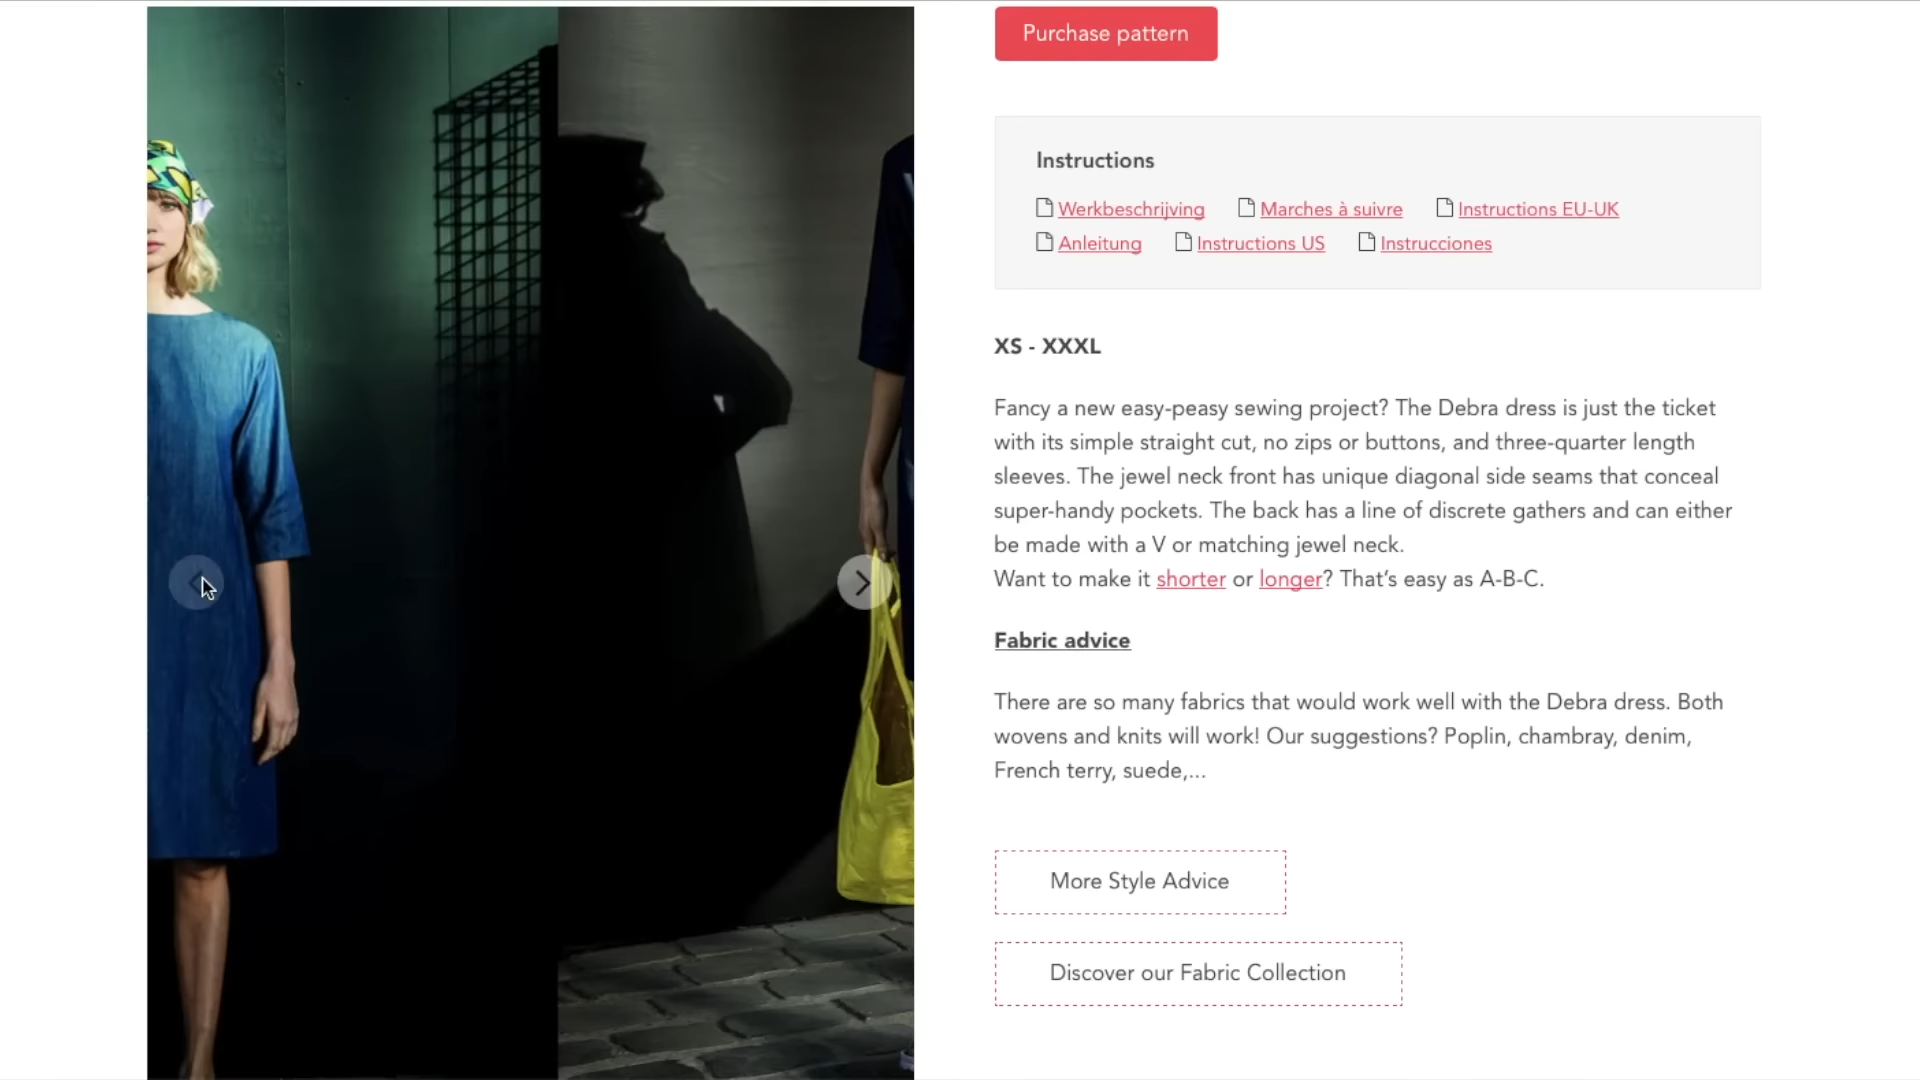 Purchase pattern
Instructions
Werkbeschrijving Marches à suivre Instructions EU-UK
Anleitung Instructions US Instrucciones
XS - XXXL
Fancy a new easy-peasy sewing project? The Debra dress is just the ticket
with its simple straight cut, no zips or buttons, and three-quarter length
sleeves. The jewel neck front has unique diagonal side seams that conceal
super-handy pockets. The back has a line of discrete gathers and can either
be made with a V or matching jewel neck.
Want to make it shorter or longer? That’s easy as A-B-C.
Fabric advice
There are so many fabrics that would work well with the Debra dress. Both
wovens and knits will work! Our suggestions? Poplin, chambray, denim,
French terry, suede,...
More Style Advice
Discover our Fabric Collection